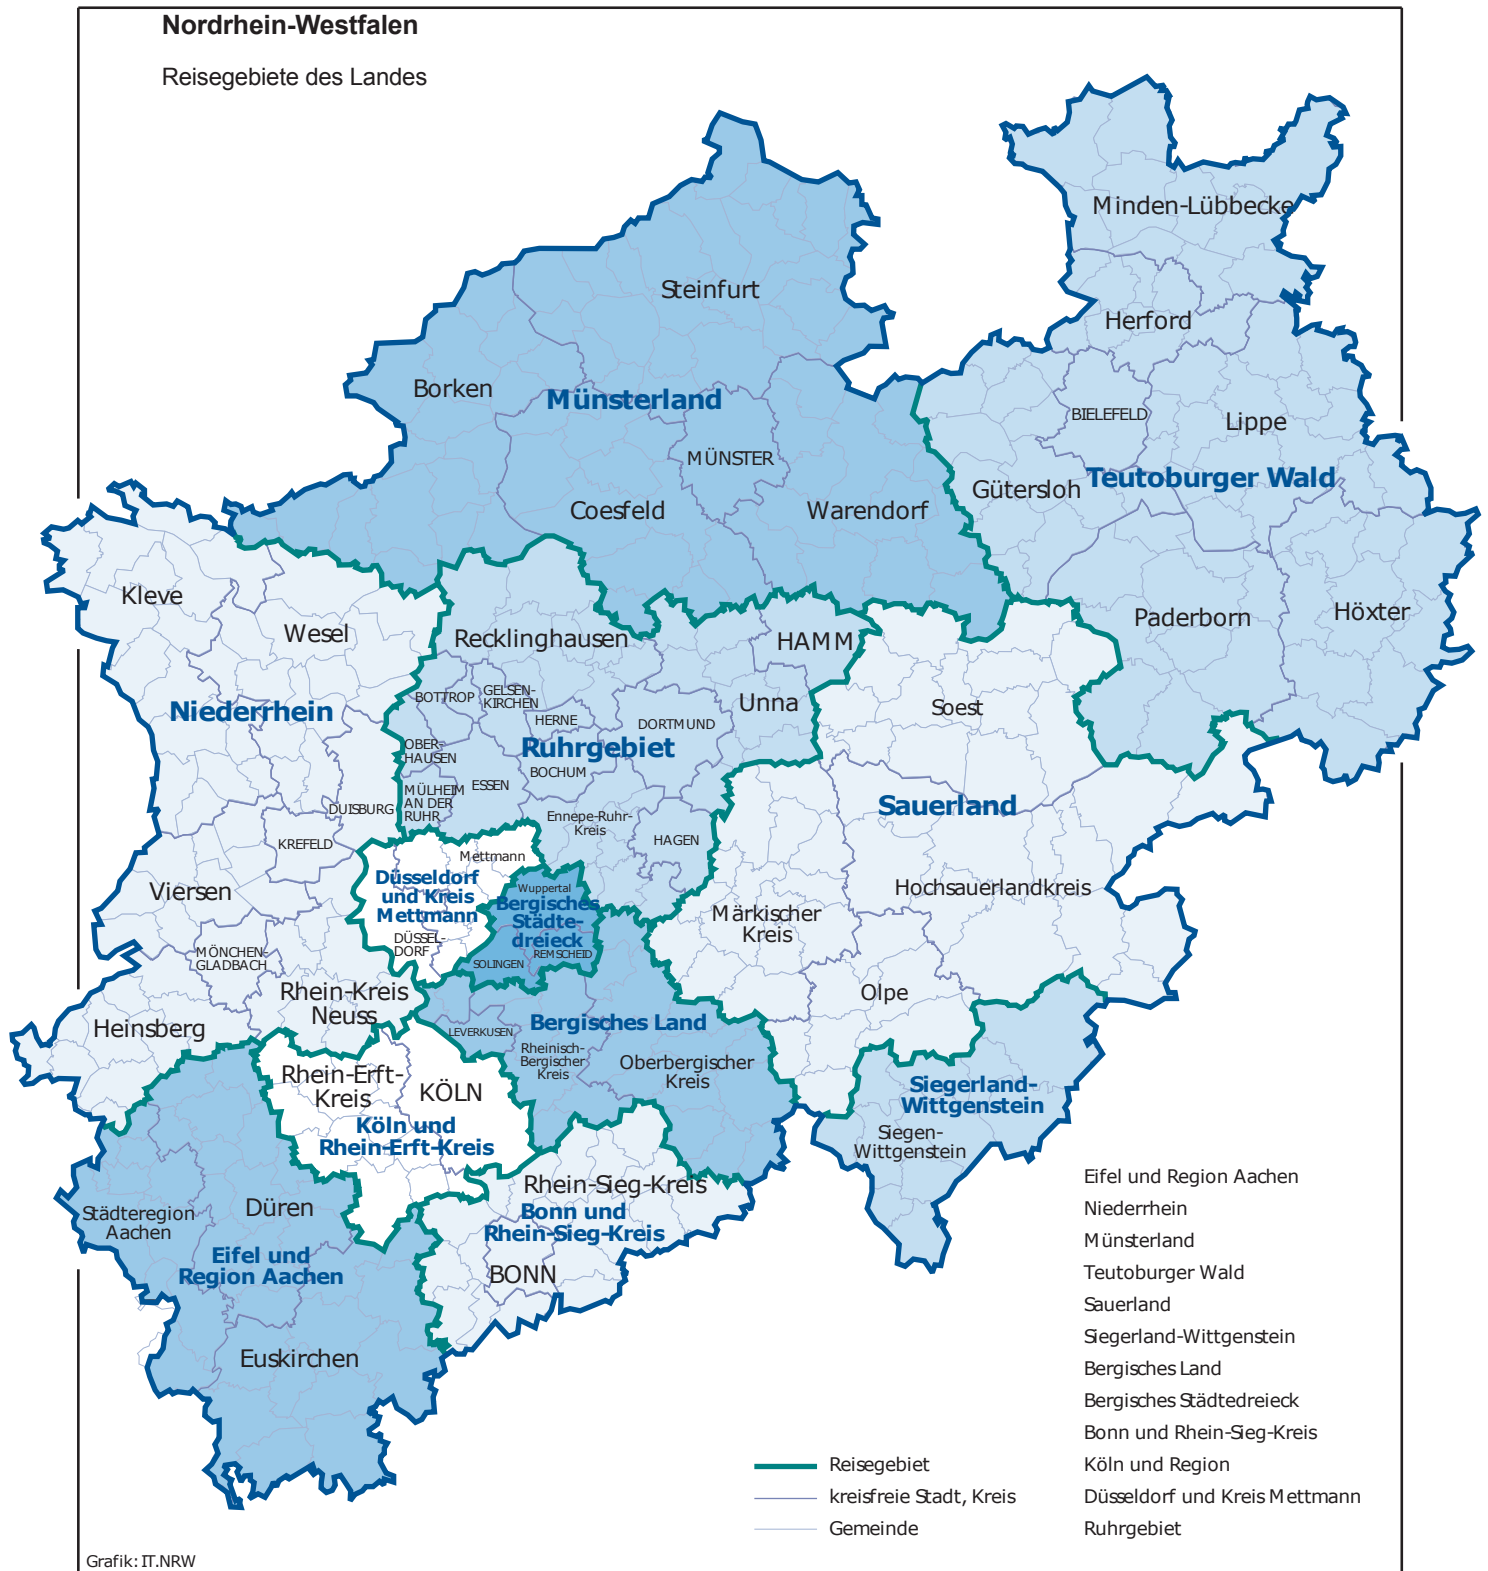 Nordrhein-Westfalen
Reisegebiete des Landes
Minden-Lübbecke
Steinfurt
Herford
Borken
Münsterland
BIELEFELD
Lippe
MÜNSTER
Teutoburger Wald
Gütersloh
Coesfeld
Warendorf
Kleve
Wesel
Recklinghausen
HAMM
Paderborn
Höxter
Niederrhein
BOTTROP
GELSEN-
KIRCHEN
HERNE
DORTMUND
Unna
Soest
OBER-
HAUSEN
Ruhrgebiet
BOCHUM
ESSEN
MÜLHEIM
AN DER
RUHR
DUISBURG
Sauerland
Ennepe-Ruhr-
Kreis
HAGEN
KREFELD
Mettmann
Viersen
Düsseldorf
und Kreis
Mettmann
Wuppertal
Bergisches
Städte-
dreieck
Hochsauerlandkreis
Märkischer
Kreis
DÜSSEL-
DORF
MÖNCHEN-
GLADBACH
SOLINGEN
REMSCHEID
Rhein-Kreis
Neuss
Olpe
Heinsberg
LEVERKUSEN
Bergisches Land
Rheinisch-
Bergischer
Kreis
Oberbergischer
Kreis
Rhein-Erft-
Kreis
KÖLN
Siegerland-
Wittgenstein
Köln und
Rhein-Erft-Kreis
Siegen-
Wittgenstein
Rhein-Sieg-Kreis
Bonn und
Rhein-Sieg-Kreis
Städteregion
Aachen
Düren
Eifel und
Region Aachen
BONN
Euskirchen
Eifel und Region Aachen
Niederrhein
Münsterland
Teutoburger Wald
Sauerland
Siegerland-Wittgenstein
Bergisches Land
Bergisches Städtedreieck
Bonn und Rhein-Sieg-Kreis
Köln und Region
Düsseldorf und Kreis Mettmann
Ruhrgebiet
Reisegebiet
kreisfreie Stadt, Kreis
Gemeinde
Grafik: IT.NRW